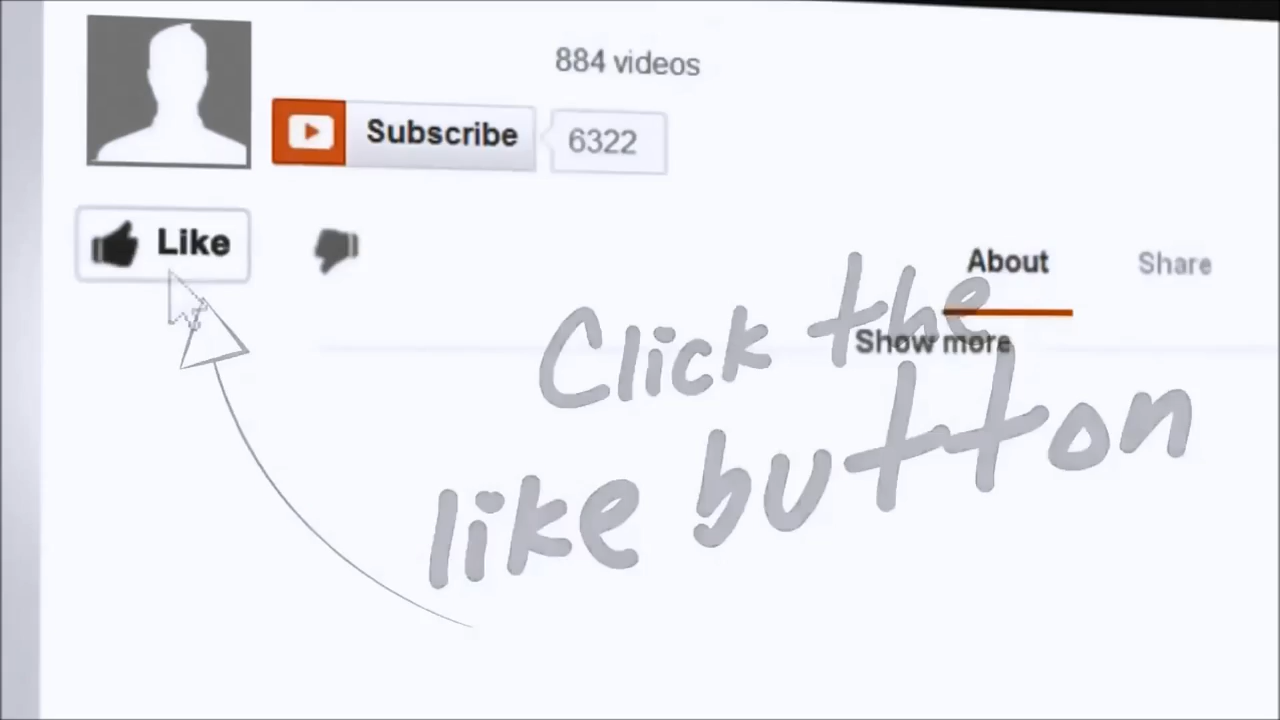 884 videos
Subscribe 6322
Like
About Share
Show more
Click the
like button